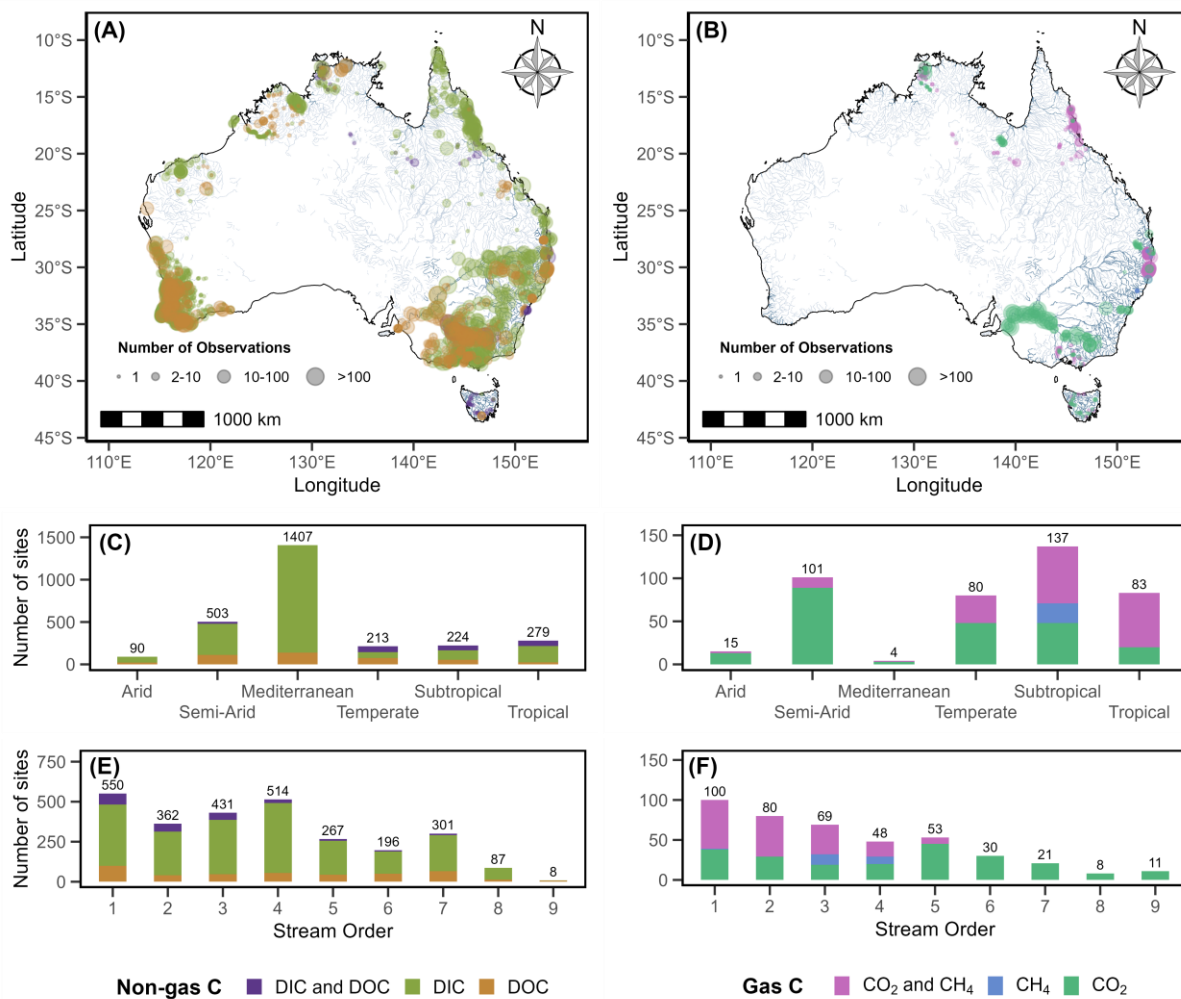 (A)
N
10°S
15°S
20°S
25°S
30°S
35°S
40°S
45°S
Latitude
Number of Observations
1 2-10 10-100 >100
1000 km
110°E 120°E 130°E 140°E 150°E
Longitude
(B)
N
10°S
15°S
20°S
25°S
30°S
35°S
40°S
45°S
Latitude
Number of Observations
1 2-10 10-100 >100
1000 km
110°E 120°E 130°E 140°E 150°E
Longitude
(C)
Number of sites
1500
1000
500
0
90 503 1407 213 224 279
Arid Mediterranean Subtropical
Semi-Arid Temperate Tropical
(D)
Number of sites
150
100
50
0
15 101 4 80 137 83
Arid Mediterranean Subtropical
Semi-Arid Temperate Tropical
(E)
Number of sites
750
500
250
0
550 362 431 514 267 196 301 87 8
1 2 3 4 5 6 7 8 9
Stream Order
(F)
Number of sites
150
100
50
0
100 80 69 48 53 30 21 8 11
1 2 3 4 5 6 7 8 9
Stream Order
Non-gas C DIC and DOC DIC DOC
Gas C CO₂ and CH₄ CH₄ CO₂